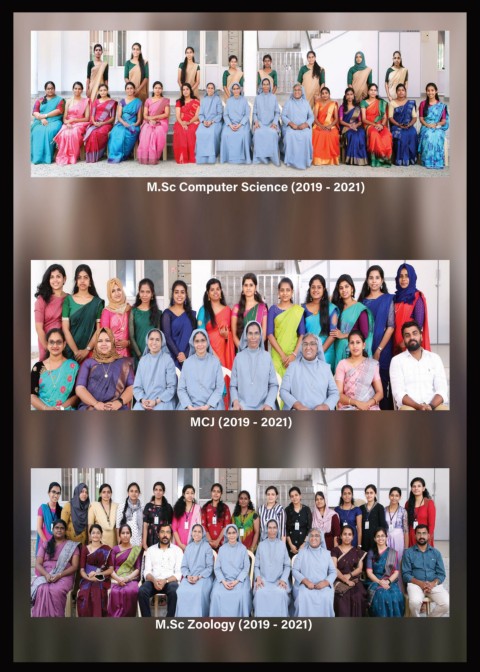 M.Sc Computer Science (2019 - 2021)
MCJ (2019 - 2021)
M.Sc Zoology (2019 - 2021)